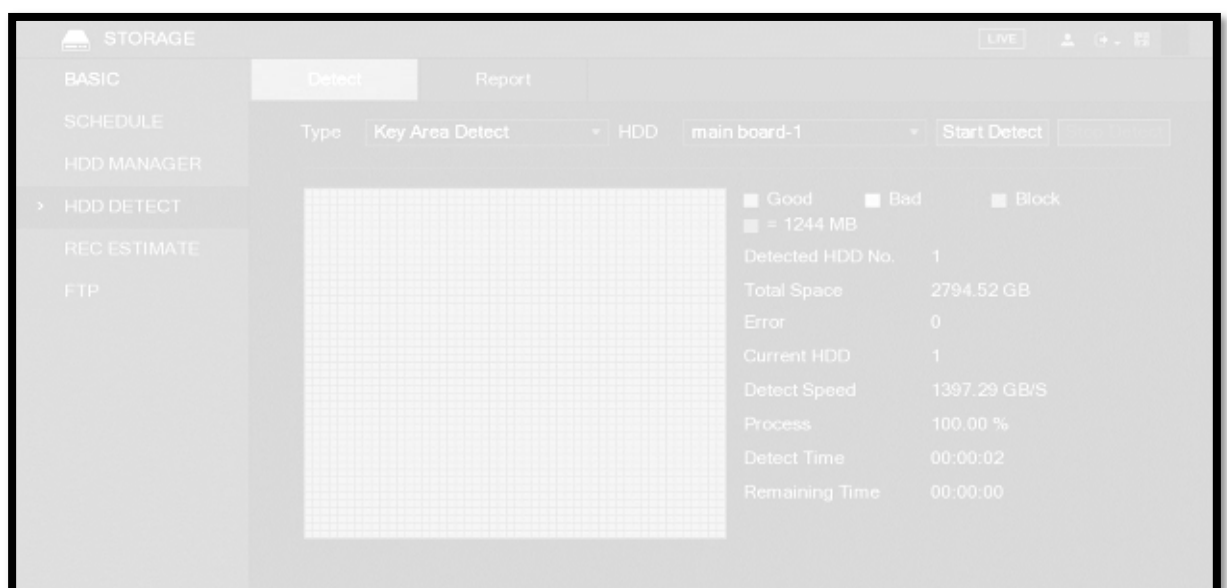 STORAGE LIVE
BASIC Detect Report
SCHEDULE
Type Key Area Detect HDD main board-1 Start Detect Stop Detect
HDD MANAGER
HDD DETECT Good Bad Block
= 1244 MB
REC ESTIMATE
Detected HDD No. 1
FTP
Total Space 2794.52 GB
Error 0
Current HDD 1
Detect Speed 1397.29 GB/S
Process 100.00 %
Detect Time 00:00:02
Remaining Time 00:00:00